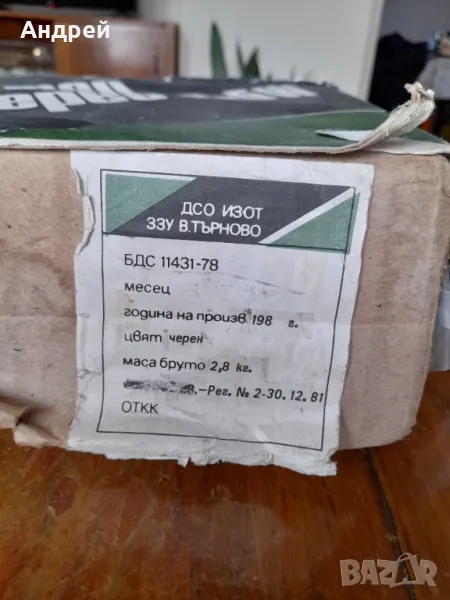 Андрей
ДСО ИЗОТ
ЗЗУ В.ТЪРНОВО
БДС 11431-78
месец
година на произв. 198 г.
цвят черен
маса бруто 2,8 кг.
-Рег. № 2-30.12.81
ОТКК
BAZAR